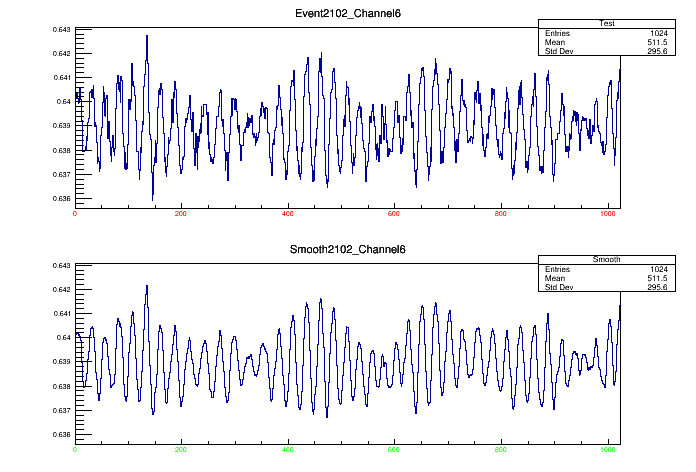 Event2102_Channel6
Test
Entries 1024
Mean 511.5
Std Dev 295.6
0.643
0.642
0.641
0.64
0.639
0.638
0.637
0.636
0 200 400 600 800 1000
Smooth2102_Channel6
Smooth
Entries 1024
Mean 511.5
Std Dev 295.6
0.643
0.642
0.641
0.64
0.639
0.638
0.637
0.636
0 200 400 600 800 1000